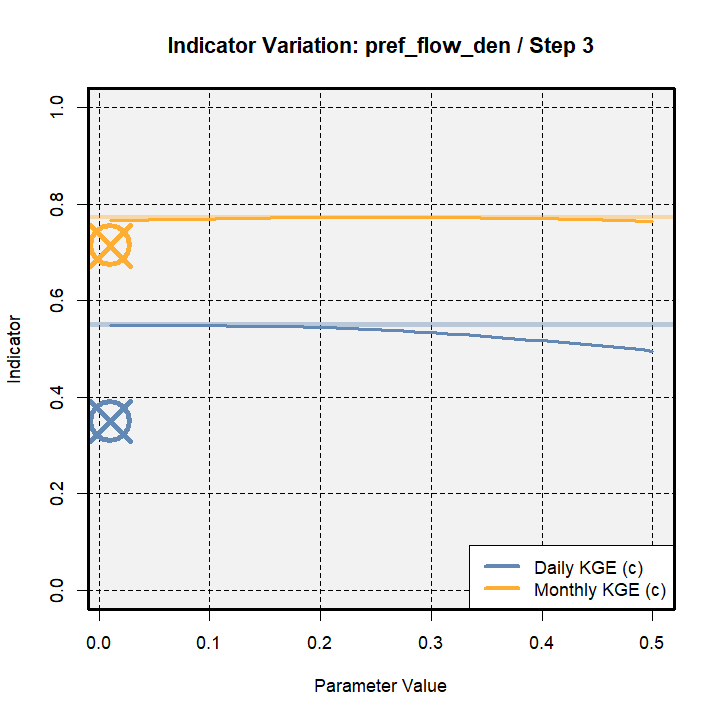 Indicator Variation: pref_flow_den / Step 3
1.0
0.8
0.6
0.4
0.2
0.0
Indicator
0.0 0.1 0.2 0.3 0.4 0.5
Parameter Value
Daily KGE (c)
Monthly KGE (c)